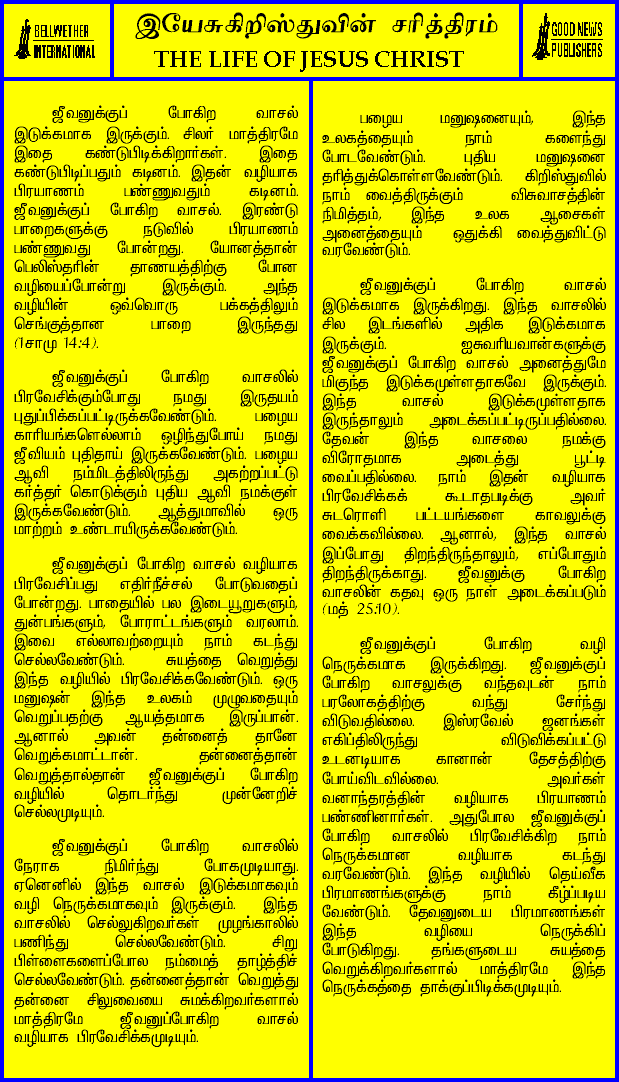 BELLWETHER
INTERNATIONAL
இயேசுகிறிஸ்துவின் சரித்திரம்
THE LIFE OF JESUS CHRIST
GOOD NEWS
PUBLISHERS
ஜீவனுக்குப் போகிற வாசல்
இடுக்கமாக இருக்கும். சிலர் மாத்திரமே
இதை கண்டுபிடிக்கிறார்கள். இதை
கண்டுபிடிப்பதும் கடினம். இதன் வழியாக
பிரயாணம் பண்ணுவதும் கடினம்.
ஜீவனுக்குப் போகிற வாசல். இரண்டு
பாறைகளுக்கு நடுவில் பிரயாணம்
பண்ணுவது போன்றது. யோனத்தான்
பெலிஸ்தரின் தாணயத்திற்கு போன
வழியைப்போன்று இருக்கும். அந்த
வழியின் ஒவ்வொரு பக்கத்திலும்
செங்குத்தான பாறை இருந்தது
(1சாமு 14:4).
ஜீவனுக்குப் போகிற வாசலில்
பிரவேசிக்கும்போது நமது இருதயம்
புதுப்பிக்கப்பட்டிருக்கவேண்டும். பழைய
காரியங்களெல்லாம் ஒழிந்துபோய் நமது
ஜீவியம் புதிதாய் இருக்கவேண்டும். பழைய
ஆவி நம்மிடத்திலிருந்து அகற்றப்பட்டு
கர்த்தர் கொடுக்கும் புதிய ஆவி நமக்குள்
இருக்கவேண்டும். ஆத்துமாவில் ஒரு
மாற்றம் உண்டாயிருக்கவேண்டும்.
ஜீவனுக்குப் போகிற வாசல் வழியாக
பிரவேசிப்பது எதிர்நீச்சல் போடுவதைப்
போன்றது. பாதையில் பல இடையூறுகளும்,
துன்பங்களும், போராட்டங்களும் வரலாம்.
இவை எல்லாவற்றையும் நாம் கடந்து
செல்லவேண்டும். சுயத்தை வெறுத்து
இந்த வழியில் பிரவேசிக்கவேண்டும். ஒரு
மனுஷன் இந்த உலகம் முழுவதையும்
வெறுப்பதற்கு ஆயத்தமாக இருப்பான்.
ஆனால் அவன் தன்னைத் தானே
வெறுக்கமாட்டான். தன்னைத்தான்
வெறுத்தால்தான் ஜீவனுக்குப் போகிற
வழியில் தொடர்ந்து முன்னேறிச்
செல்லமுடியும்.
ஜீவனுக்குப் போகிற வாசலில்
நேராக நிமிர்ந்து போகமுடியாது.
ஏனெனில் இந்த வாசல் இடுக்கமாகவும்
வழி நெருக்கமாகவும் இருக்கும். இந்த
வாசலில் செல்லுகிறவர்கள் முழங்காலில்
பணிந்து செல்லவேண்டும். சிறு
பிள்ளைகளைப்போல நம்மைத் தாழ்த்திச்
செல்லவேண்டும். தன்னைத்தான் வெறுத்து
தன்னை சிலுவையை சுமக்கிறவர்களால்
மாத்திரமே ஜீவனுப்போகிற வாசல்
வழியாக பிரவேசிக்கமுடியும்.
பழைய மனுஷனையும், இந்த
உலகத்தையும் நாம் களைந்து
போடவேண்டும். புதிய மனுஷனை
தரித்துக்கொள்ளவேண்டும். கிறிஸ்துவில்
நாம் வைத்திருக்கும் விசுவாசத்தின்
நிமித்தம், இந்த உலக ஆசைகள்
அனைத்தையும் ஒதுக்கி வைத்துவிட்டு
வரவேண்டும்.
ஜீவனுக்குப் போகிற வாசல்
இடுக்கமாக இருக்கிறது. இந்த வாசலில்
சில இடங்களில் அதிக இடுக்கமாக
இருக்கும். ஐசுவரியவான்களுக்கு
ஜீவனுக்குப் போகிற வாசல் அனைத்துமே
மிகுந்த இடுக்கமுள்ளதாகவே இருக்கும்.
இந்த வாசல் இடுக்கமுள்ளதாக
இருந்தாலும் அடைக்கப்பட்டிருப்பதில்லை.
தேவன் இந்த வாசலை நமக்கு
விரோதமாக அடைத்து பூட்டி
வைப்பதில்லை. நாம் இதன் வழியாக
பிரவேசிக்கக் கூடாதபடிக்கு அவர்
சுடரொளி பட்டயங்களை காவலுக்கு
வைக்கவில்லை. ஆனால், இந்த வாசல்
இப்போது திறந்திருந்தாலும், எப்போதும்
திறந்திருக்காது. ஜீவனுக்கு போகிற
வாசலின் கதவு ஒரு நாள் அடைக்கப்படும்
(மத் 25:10).
ஜீவனுக்குப் போகிற வழி
நெருக்கமாக இருக்கிறது. ஜீவனுக்குப்
போகிற வாசலுக்கு வந்தவுடன் நாம்
பரலோகத்திற்கு வந்து சேர்ந்து
விடுவதில்லை. இஸ்ரவேல் ஜனங்கள்
எகிப்திலிருந்து விடுவிக்கப்பட்டு
உடனடியாக கானான் தேசத்திற்கு
போய்விடவில்லை. அவர்கள்
வனாந்தரத்தின் வழியாக பிரயாணம்
பண்ணினார்கள். அதுபோல ஜீவனுக்குப்
போகிற வாசலில் பிரவேசிக்கிற நாம்
நெருக்கமான வழியாக கடந்து
வரவேண்டும். இந்த வழியில் தெய்வீக
பிரமாணங்களுக்கு நாம் கீழ்ப்படிய
வேண்டும். தேவனுடைய பிரமாணங்கள்
இந்த வழியை நெருக்கிப்
போடுகிறது. தங்களுடைய சுயத்தை
வெறுக்கிறவர்களால் மாத்திரமே இந்த
நெருக்கத்தை தாக்குப்பிடிக்கமுடியும்.